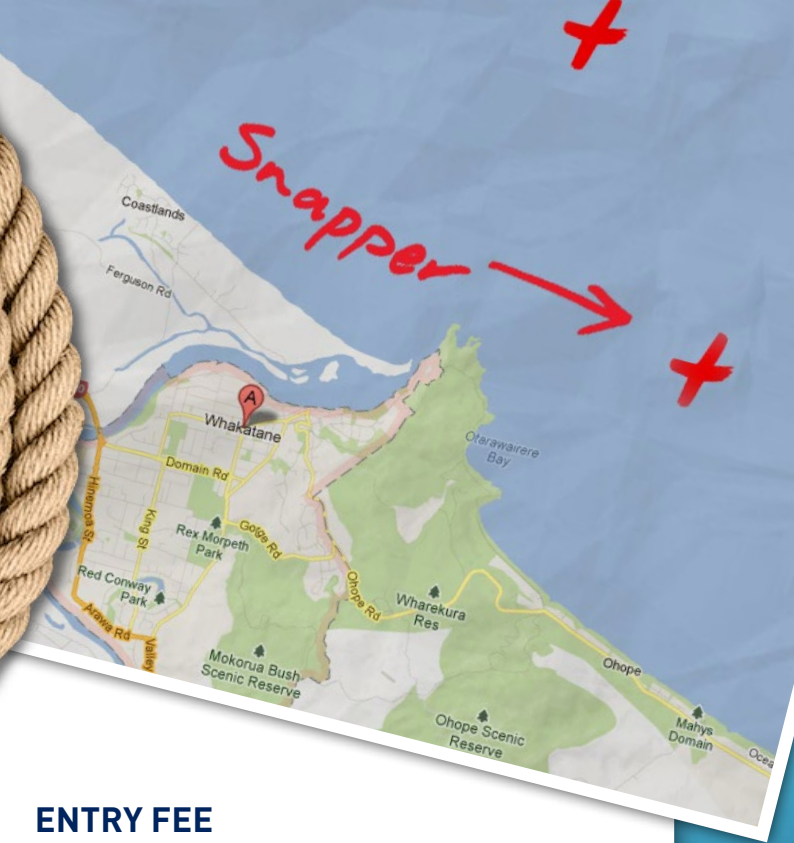 Snapper
Coastlands
Ferguson Rd
A
Whakatane
Otarawairere
Bay
Domain Rd
Hinemoa St
King St
Rex Morpeth
Park
Gorge Rd
Red Conway
Park
Ohope Rd
Wharekura
Res
Arawa Rd
Valley
Mokorua Bush
Scenic Reserve
Ohope
Ohope Scenic
Reserve
Mahys
Domain
Ocea
ENTRY FEE